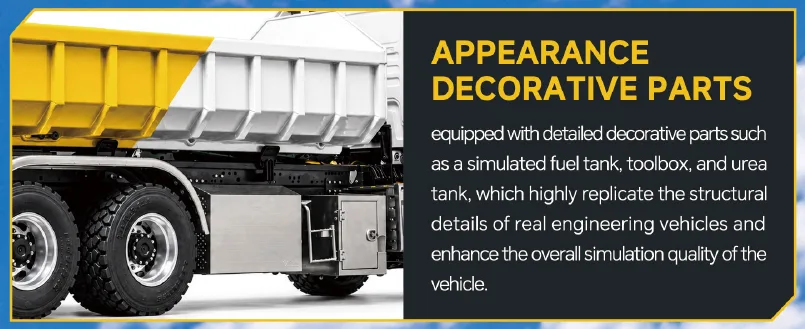 APPEARANCE
DECORATIVE PARTS
equipped with detailed decorative parts such
as a simulated fuel tank, toolbox, and urea
tank, which highly replicate the structural
details of real engineering vehicles and
enhance the overall simulation quality of the
vehicle.